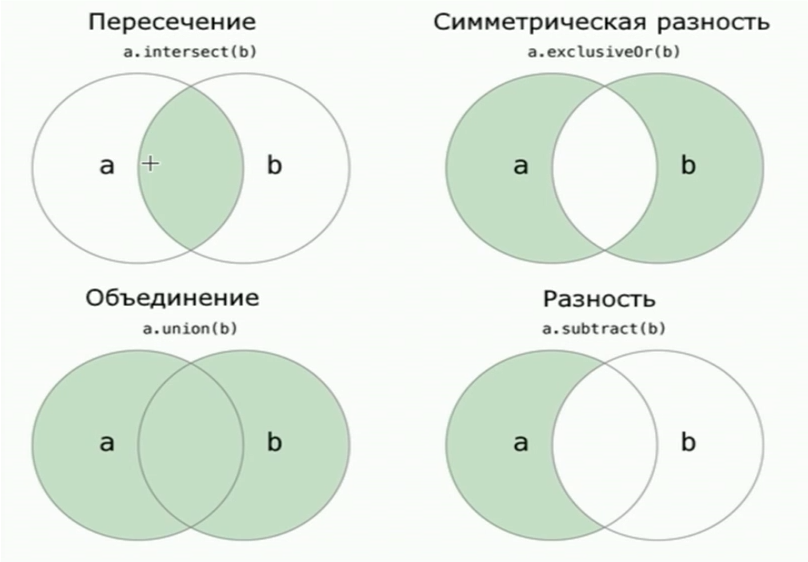 Пересечение
a.intersect(b)
a
b
Симметрическая разность
a.exclusiveOr(b)
a
b
Объединение
a.union(b)
a
b
Разность
a.subtract(b)
a
b